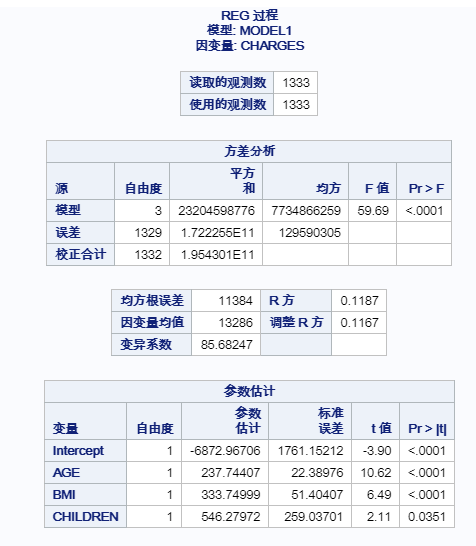 REG 过程
模型: MODEL1
因变量: CHARGES
读取的观测数 1333
使用的观测数 1333
方差分析
源 自由度 平方和 均方 F 值 Pr > F
模型 3 23204598776 7734866259 59.69 <.0001
误差 1329 1.722255E11 129590305
校正合计 1332 1.954301E11
均方根误差 11384 R 方 0.1187
因变量均值 13286 调整 R 方 0.1167
变异系数 85.68247
参数估计
变量 自由度 参数估计 标准误差 t 值 Pr > |t|
Intercept 1 -6872.96706 1761.15212 -3.90 <.0001
AGE 1 237.74407 22.38976 10.62 <.0001
BMI 1 333.74999 51.40407 6.49 <.0001
CHILDREN 1 546.27972 259.03701 2.11 0.0351